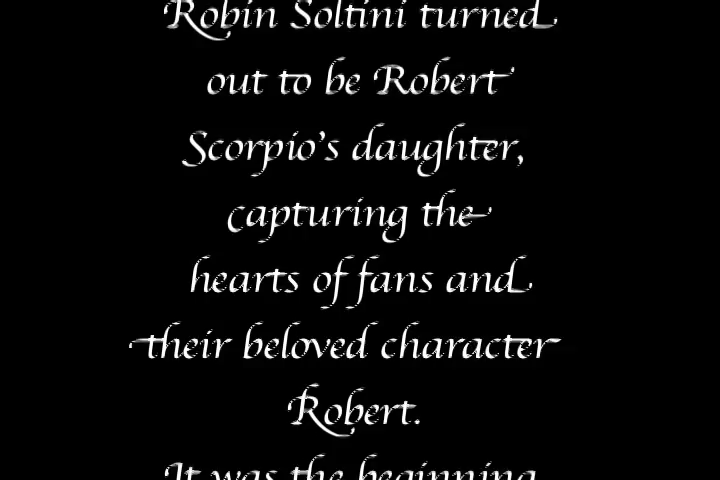 Robin Soltini turned
out to be Robert
Scorpio's daughter,
capturing the
hearts of fans and
their beloved character
Robert.
It was the beginning